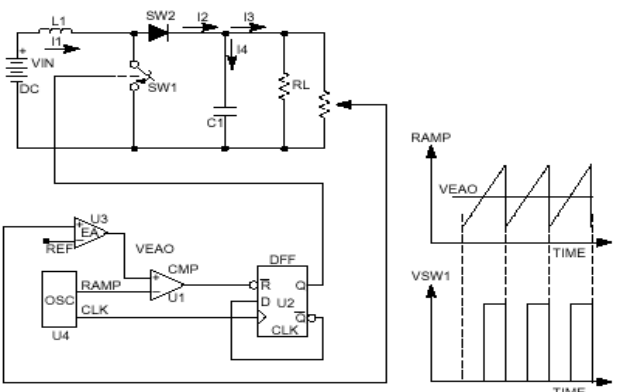 L1
SW2
I2
I3
I1
I4
+
VIN
DC
SW1
C1
RL
RAMP
VEAO
TIME
VSW1
TIME
U3
+
EA
-
REF
VEAO
CMP
+
-
U1
OSC
RAMP
CLK
U4
DFF
R
Q
D
U2
Q
CLK